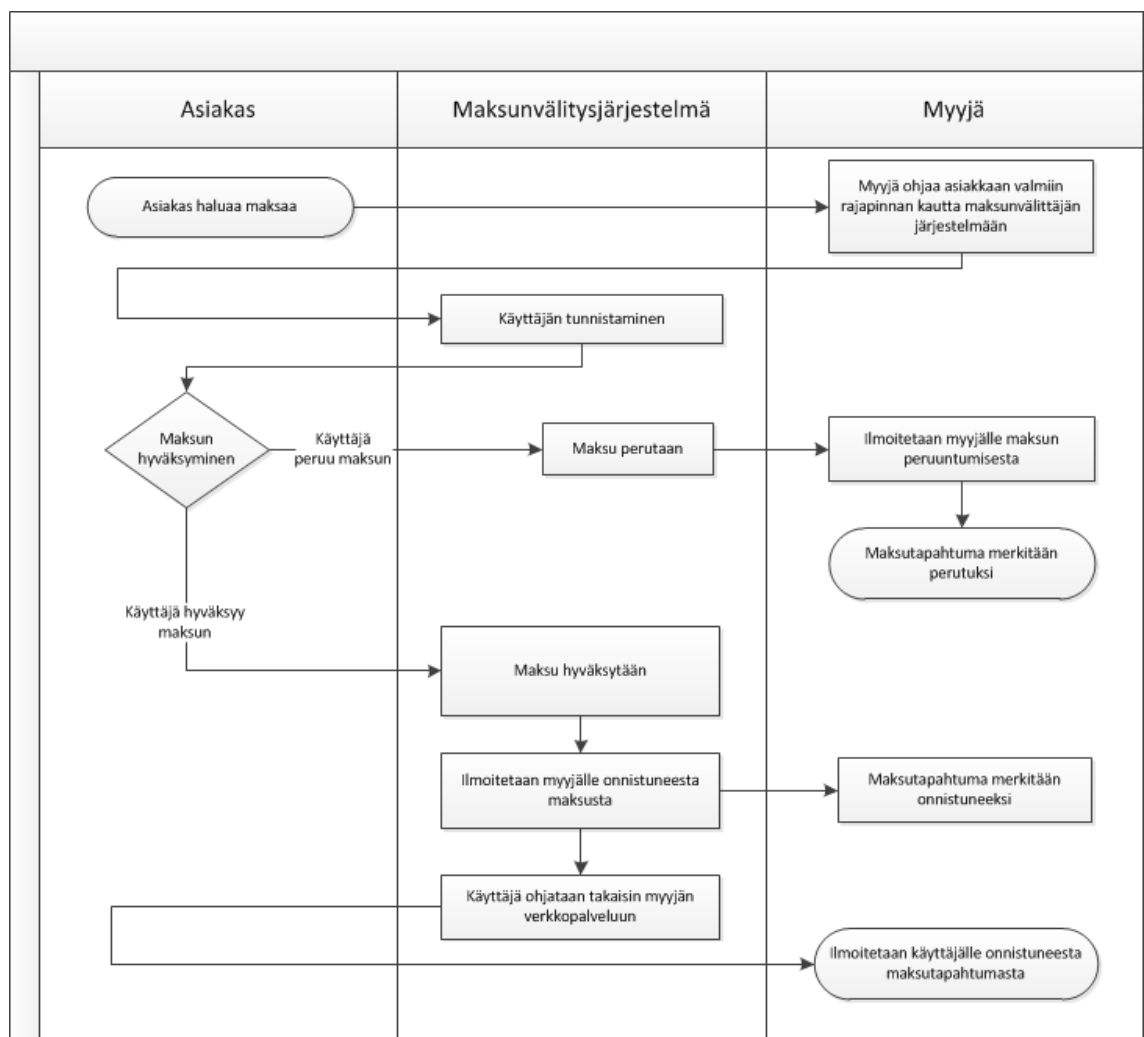 Asiakas
Maksunvälitysjärjestelmä
Myyjä
Asiakas haluaa maksaa
Myyjä ohjaa asiakkaan valmiin
rajapinnan kautta maksunvälittäjän
järjestelmään
Käyttäjän tunnistaminen
Maksun
hyväksyminen
Käyttäjä
peruu maksun
Maksu perutaan
Ilmoitetaan myyjälle maksun
peruuntumisesta
Maksutapahtuma merkitään
perutuksi
Käyttäjä hyväksyy
maksun
Maksu hyväksytään
Ilmoitetaan myyjälle onnistuneesta
maksusta
Maksutapahtuma merkitään
onnistuneeksi
Käyttäjä ohjataan takaisin myyjän
verkkopalveluun
Ilmoitetaan käyttäjälle onnistuneesta
maksutapahtumasta